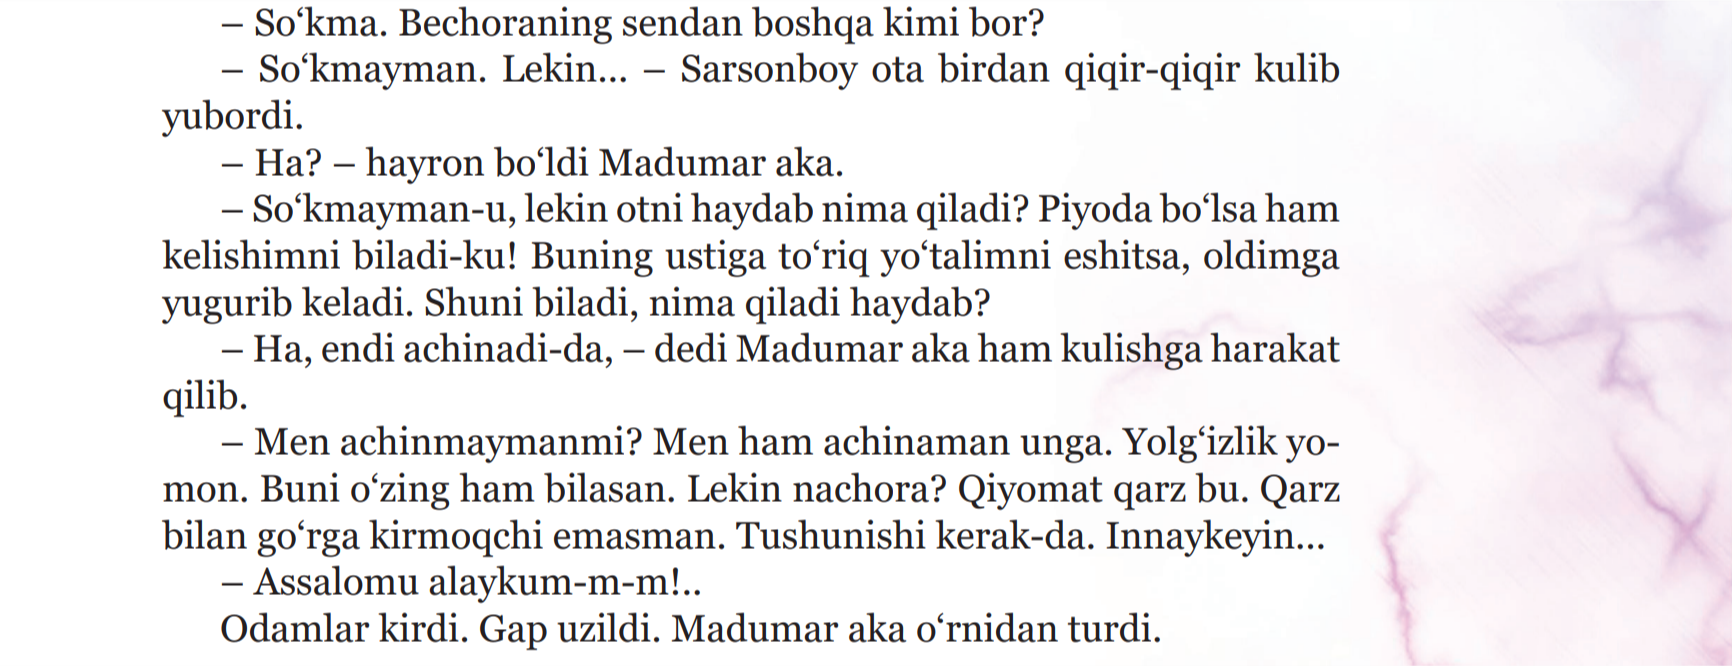 – So‘kma. Bechoraning sendan boshqa kimi bor?
– So‘kmayman. Lekin... – Sarsonboy ota birdan qiqir-qiqir kulib
yubordi.
– Ha? – hayron bo‘ldi Madumar aka.
– So‘kmayman-u, lekin otni haydab nima qiladi? Piyoda bo‘lsa ham
kelishimni biladi-ku! Buning ustiga to‘riq yo‘talimni eshitsa, oldimga
yugurib keladi. Shuni biladi, nima qiladi haydab?
– Ha, endi achinadi-da, – dedi Madumar aka ham kulishga harakat
qilib.
– Men achinmaymanmi? Men ham achinaman unga. Yolg‘izlik yo-
mon. Buni o‘zing ham bilasan. Lekin nachora? Qiyomat qarz bu. Qarz
bilan go‘rga kirmoqchi emasman. Tushunishi kerak-da. Innaykeyin...
– Assalomu alaykum-m-m!..
Odamlar kirdi. Gap uzildi. Madumar aka o‘rnidan turdi.